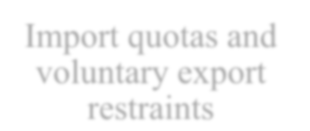 Import quotas and
voluntary export
restraints